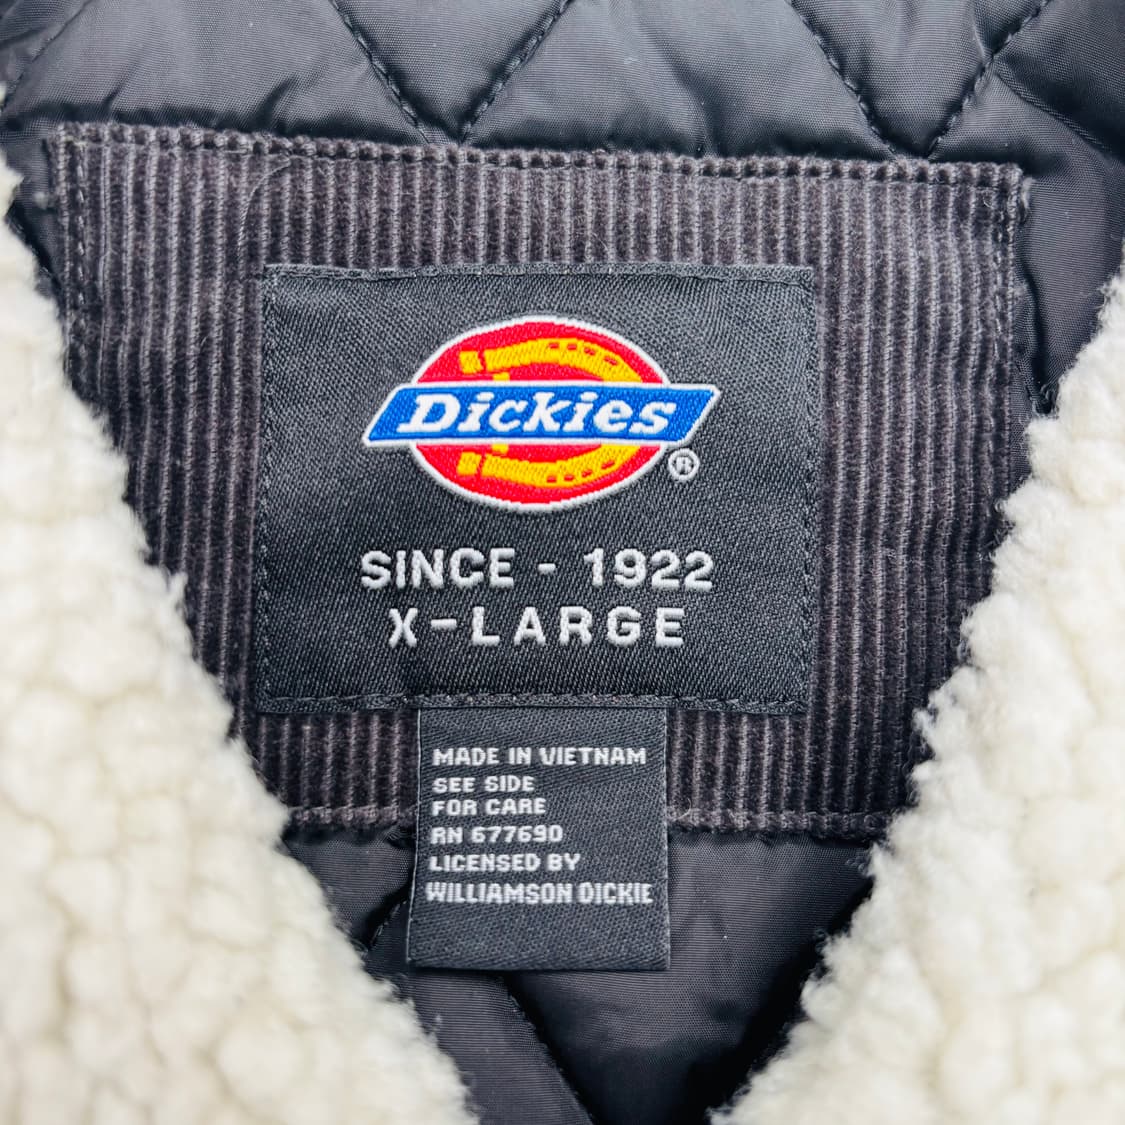 Dickies®
SINCE - 1922
X-LARGE
MADE IN VIETNAM
SEE SIDE
FOR CARE
RN 677690
LICENSED BY
WILLIAMSON DICKIE